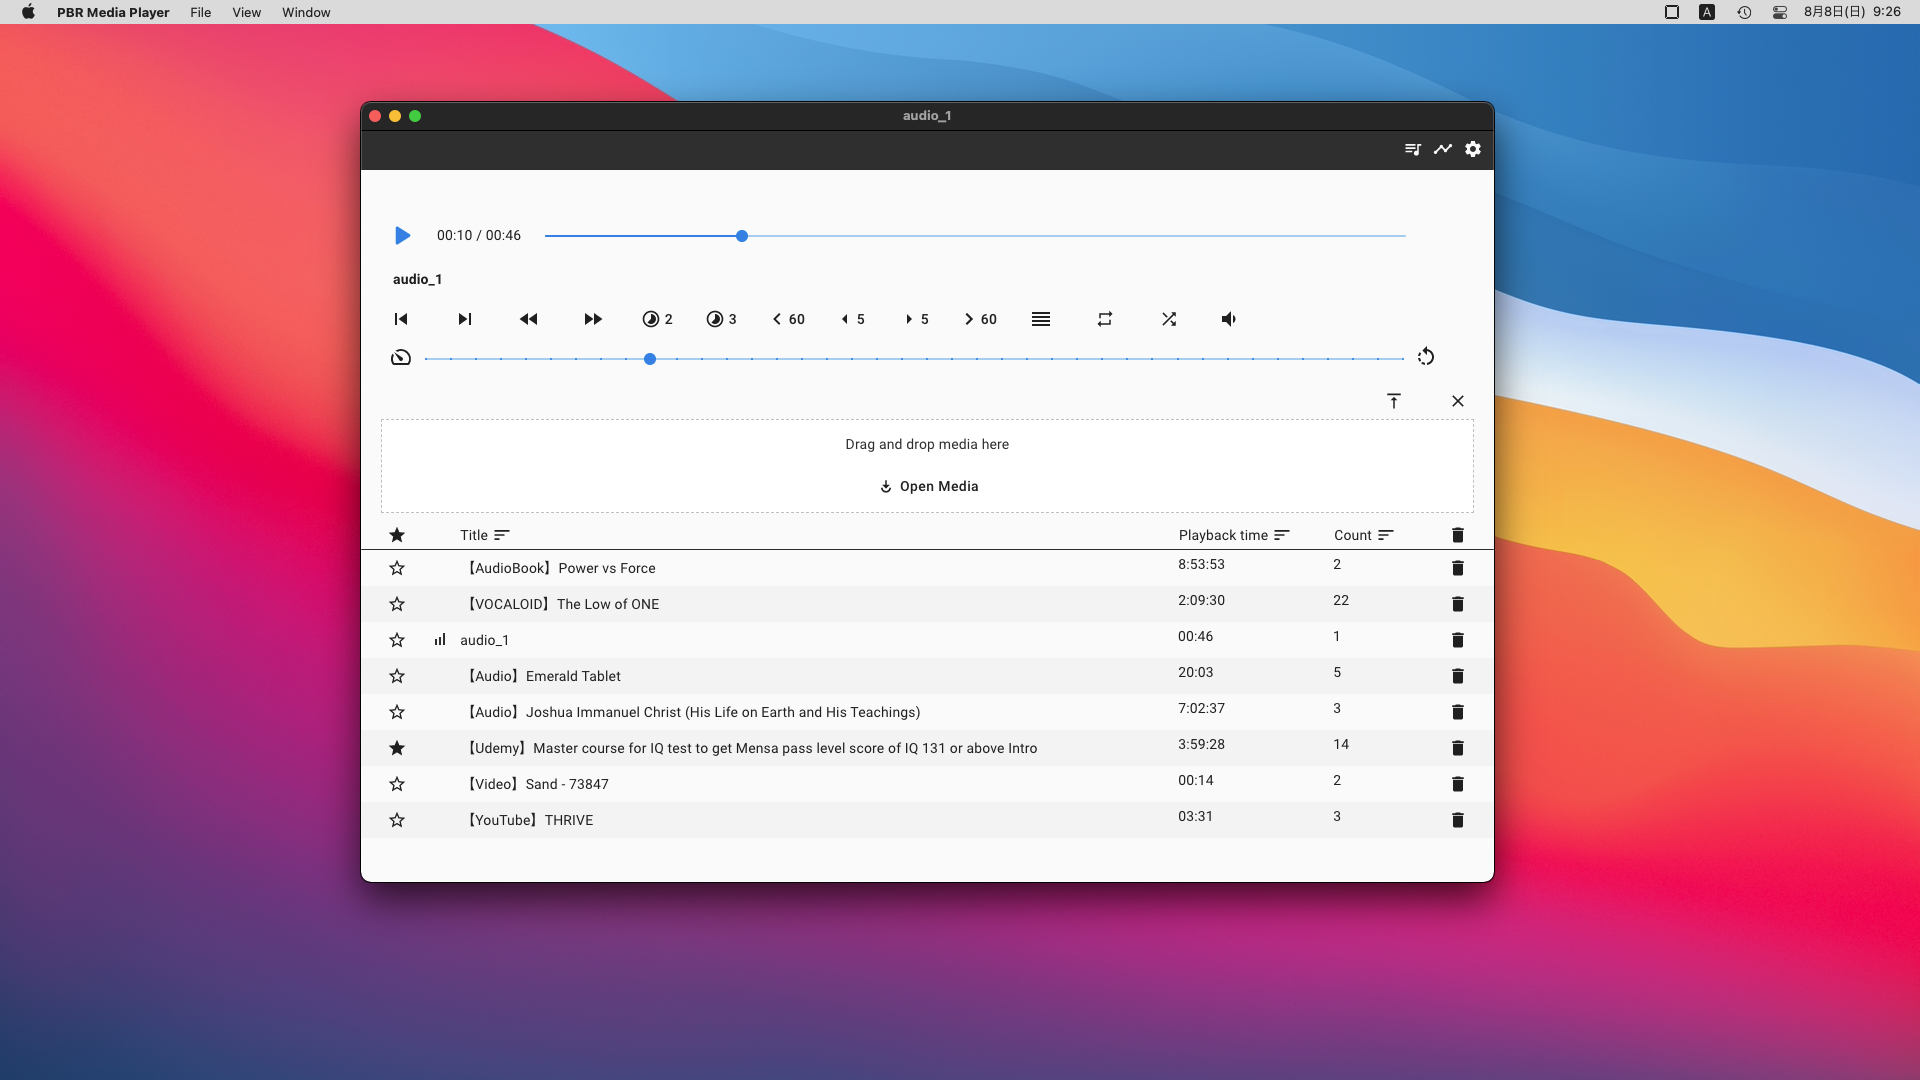 PBR Media Player File View Window A 8月8日(日) 9:26
audio_1
00:10 / 00:46
audio_1
2 3 60 5 5 60
Drag and drop media here
Open Media
Title Playback time Count
【AudioBook】Power vs Force 8:53:53 2
【VOCALOID】The Low of ONE 2:09:30 22
audio_1 00:46 1
【Audio】Emerald Tablet 20:03 5
【Audio】Joshua Immanuel Christ (His Life on Earth and His Teachings) 7:02:37 3
【Udemy】Master course for IQ test to get Mensa pass level score of IQ 131 or above Intro 3:59:28 14
【Video】Sand - 73847 00:14 2
【YouTube】THRIVE 03:31 3